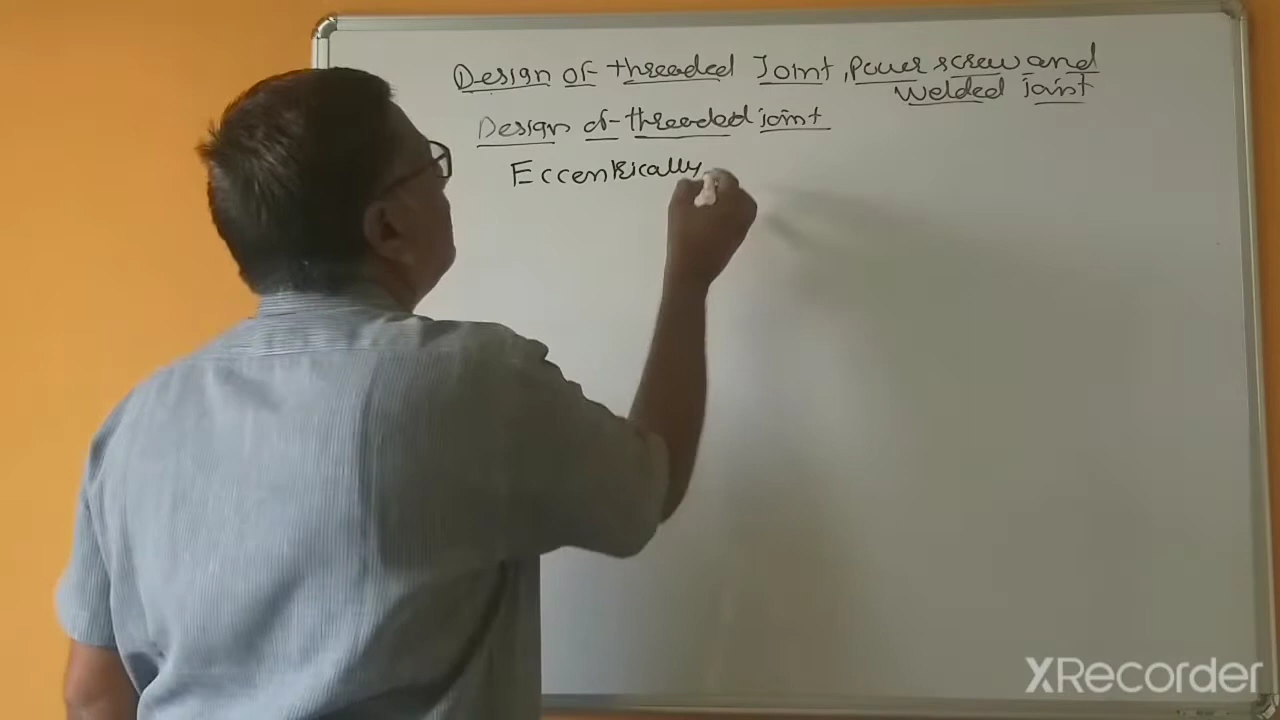 Design of threaded Joint, Power screw and
welded joint
Design of threaded joint
Eccentrically
XRecorder